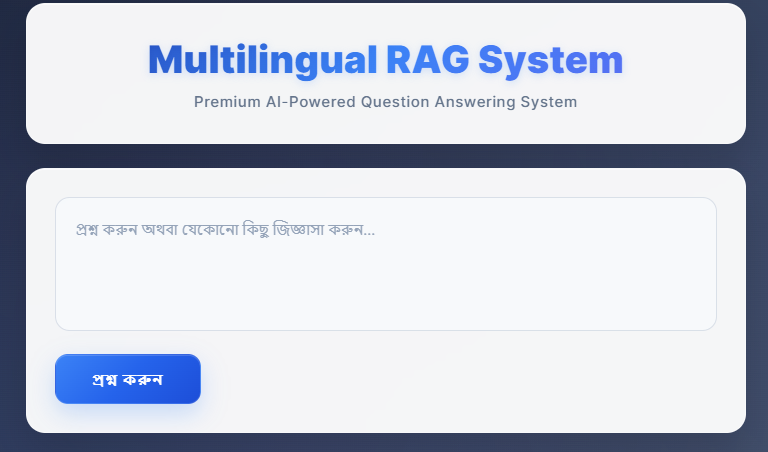 Multilingual RAG System
Premium AI-Powered Question Answering System
প্রশ্ন করুন অথবা যেকোনো কিছু জিজ্ঞাসা করুন...
প্রশ্ন করুন